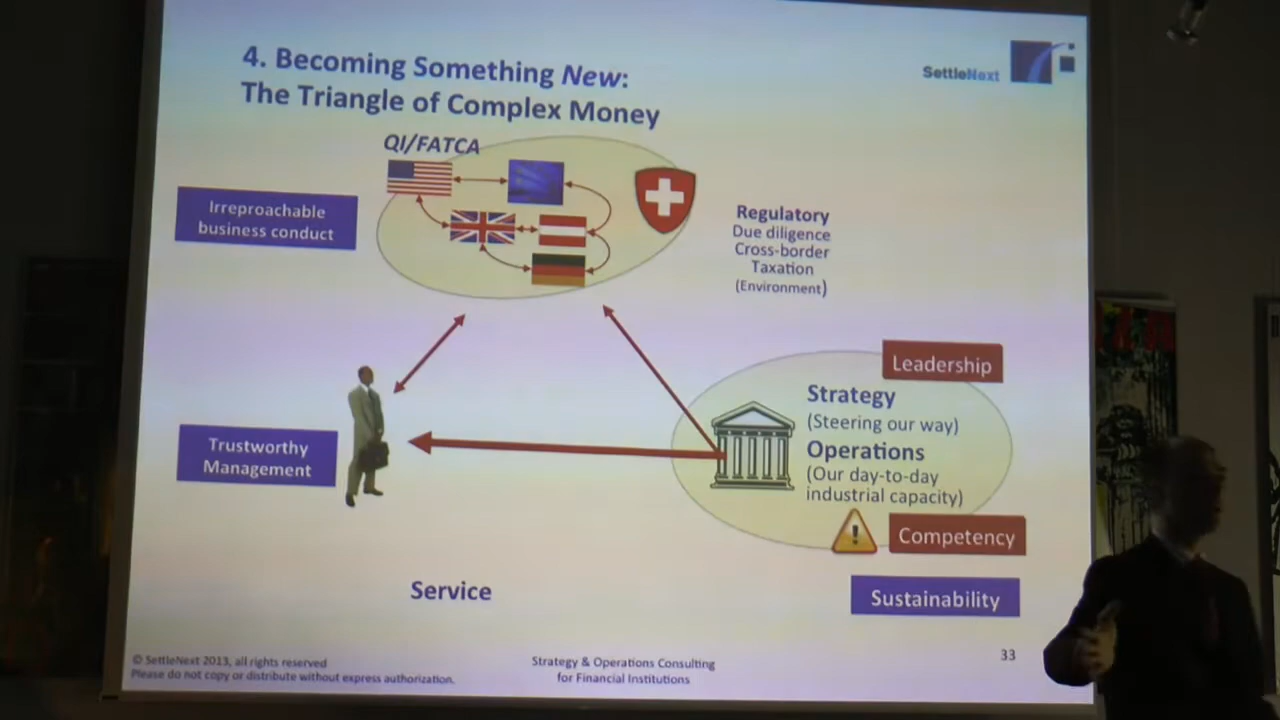 4. Becoming Something New:
The Triangle of Complex Money
SettleNext
QI/FATCA
Irreproachable
business conduct
Regulatory
Due diligence
Cross-border
Taxation
(Environment)
Leadership
Strategy
(Steering our way)
Operations
(Our day-to-day
industrial capacity)
Trustworthy
Management
!
Competency
Service
Sustainability
© SettleNext 2013, all rights reserved
Please do not copy or distribute without express authorization.
Strategy & Operations Consulting
for Financial Institutions
33